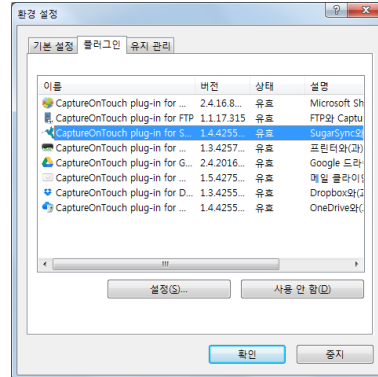 환경 설정
기본 설정 플러그인 유지 관리
이름 버전 상태 설명
CaptureOnTouch plug-in for ... 2.4.16.8... 유효 Microsoft Sh
CaptureOnTouch plug-in for FTP 1.1.17.315 유효 FTP와 Captu
CaptureOnTouch plug-in for S... 1.4.4255... 유효 SugarSync와
CaptureOnTouch plug-in for ... 1.3.4257... 유효 프린터와(과)
CaptureOnTouch plug-in for G... 2.4.2016... 유효 Google 드라
CaptureOnTouch plug-in for ... 1.5.4275... 유효 메일 클라이
CaptureOnTouch plug-in for D... 1.3.4255... 유효 Dropbox와(
CaptureOnTouch plug-in for ... 1.4.4255... 유효 OneDrive와(
설정(S)... 사용 안 함(D)
확인 중지